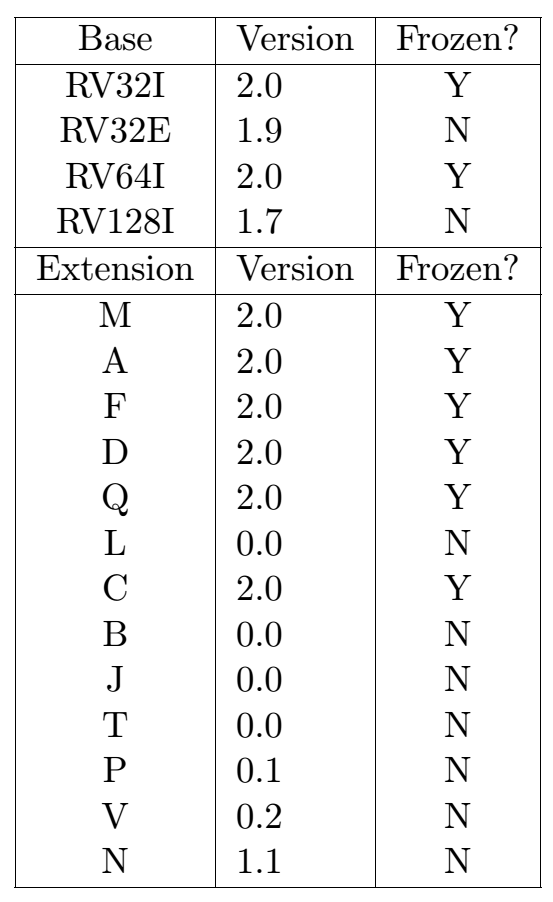 Base Version Frozen?
RV32I 2.0 Y
RV32E 1.9 N
RV64I 2.0 Y
RV128I 1.7 N
Extension Version Frozen?
M 2.0 Y
A 2.0 Y
F 2.0 Y
D 2.0 Y
Q 2.0 Y
L 0.0 N
C 2.0 Y
B 0.0 N
J 0.0 N
T 0.0 N
P 0.1 N
V 0.2 N
N 1.1 N